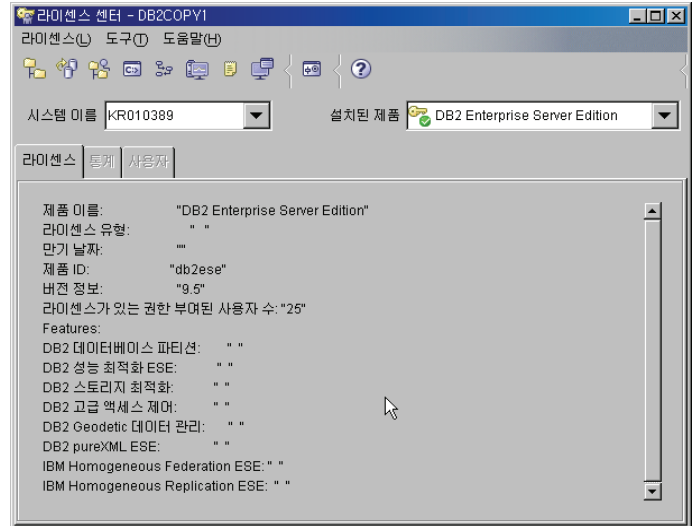 라이센스 센터 - DB2COPY1
라이센스(L) 도구(T) 도움말(H)
시스템 이름 KR010389 설치된 제품 DB2 Enterprise Server Edition
라이센스 통계 사용자
제품 이름: "DB2 Enterprise Server Edition"
라이센스 유형: " "
만기 날짜: ""
제품 ID: "db2ese"
버전 정보: "9.5"
라이센스가 있는 권한 부여된 사용자 수: "25"
Features:
DB2 데이터베이스 파티션: " "
DB2 성능 최적화 ESE: " "
DB2 스토리지 최적화: " "
DB2 고급 액세스 제어: " "
DB2 Geodetic 데이터 관리: " "
DB2 pureXML ESE: " "
IBM Homogeneous Federation ESE: " "
IBM Homogeneous Replication ESE: " "